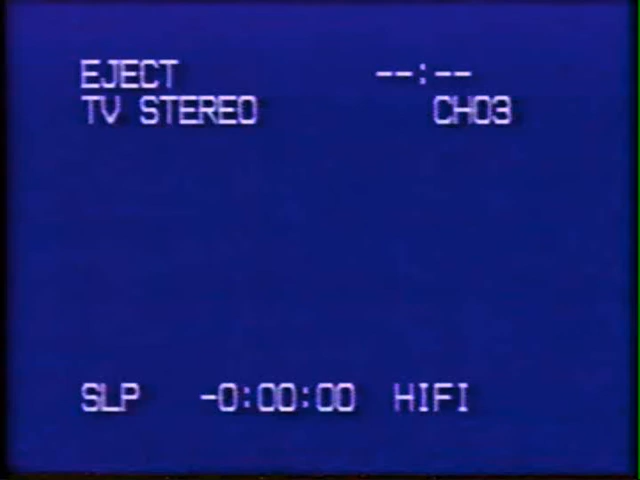 EJECT --:--
TV STEREO CH03
SLP -0:00:00 HIFI